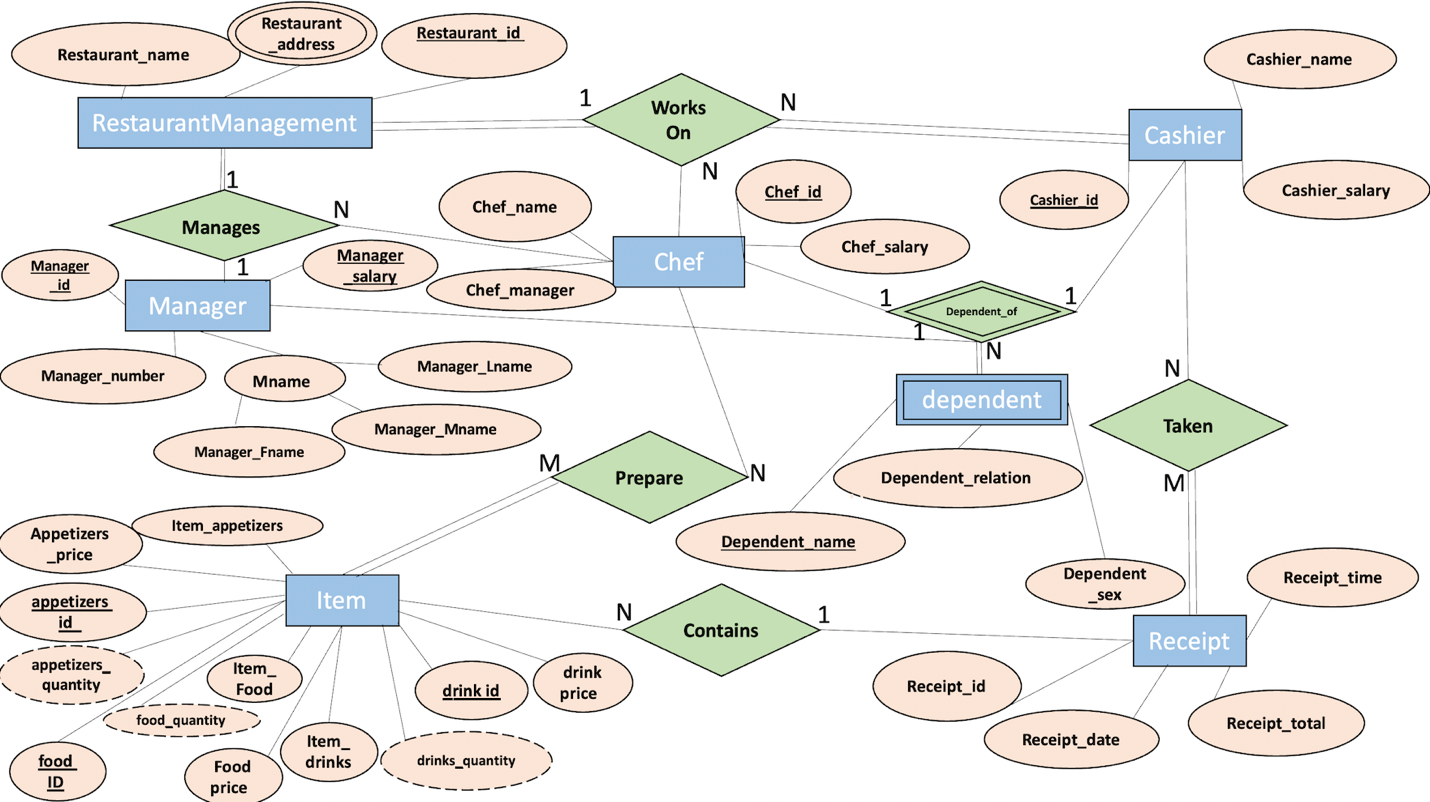 Restaurant
_address
Restaurant_id
Restaurant_name
Cashier_name
RestaurantManagement
1
Works
On
N
Cashier
N
1
Manages
N
Chef_name
Chef_id
Cashier_id
Cashier_salary
Chef_salary
Manager
_id
1
Manager
_salary
Chef
Chef_manager
Manager
1
Dependent_of
1
1
N
Manager_number
Mname
Manager_Lname
dependent
N
Manager_Fname
Manager_Mname
Taken
M
Prepare
N
Dependent_relation
M
Appetizers
_price
Item_appetizers
Dependent_name
Dependent
_sex
Receipt_time
appetizers_
id_
Item
N
Contains
1
Receipt
appetizers_
quantity
Item_
Food
drink id
drink
price
Receipt_id
food_quantity
Receipt_date
Receipt_total
food_
ID
Food
price
Item_
drinks
drinks_quantity